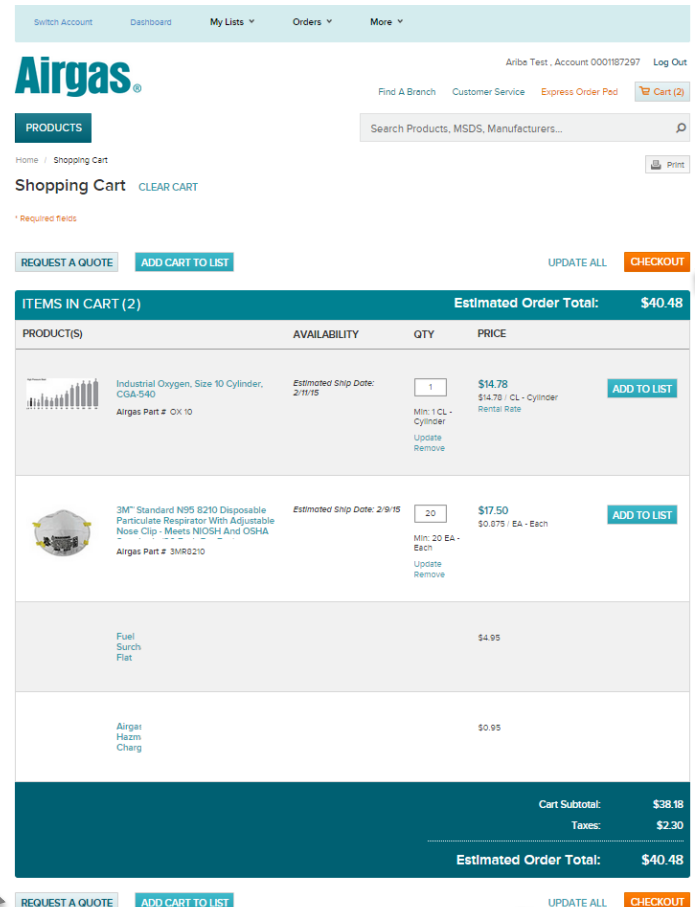 Switch Account Dashboard My Lists Orders More
Airgas®
Ariba Test , Account 0001187297 Log Out
Find A Branch Customer Service Express Order Pad Cart (2)
PRODUCTS Search Products, MSDS, Manufacturers...
Home / Shopping Cart
Print
Shopping Cart CLEAR CART
* Required fields
REQUEST A QUOTE ADD CART TO LIST UPDATE ALL CHECKOUT
ITEMS IN CART (2) Estimated Order Total: $40.48
PRODUCT(S) AVAILABILITY QTY PRICE
Industrial Oxygen, Size 10 Cylinder,
CGA-540
Airgas Part # OX 10
Estimated Ship Date:
2/11/15
1
Min: 1 CL -
Cylinder
Update
Remove
$14.78
$14.78 / CL - Cylinder
Rental Rate
ADD TO LIST
3M™ Standard N95 8210 Disposable
Particulate Respirator With Adjustable
Nose Clip - Meets NIOSH And OSHA
Airgas Part # 3MR8210
Estimated Ship Date: 2/9/15
20
Min: 20 EA -
Each
Update
Remove
$17.50
$0.875 / EA - Each
ADD TO LIST
Fuel
Surch
Flat
$4.95
Airgas
Hazm
Charg
$0.95
Cart Subtotal: $38.18
Taxes: $2.30
Estimated Order Total: $40.48
REQUEST A QUOTE ADD CART TO LIST UPDATE ALL CHECKOUT